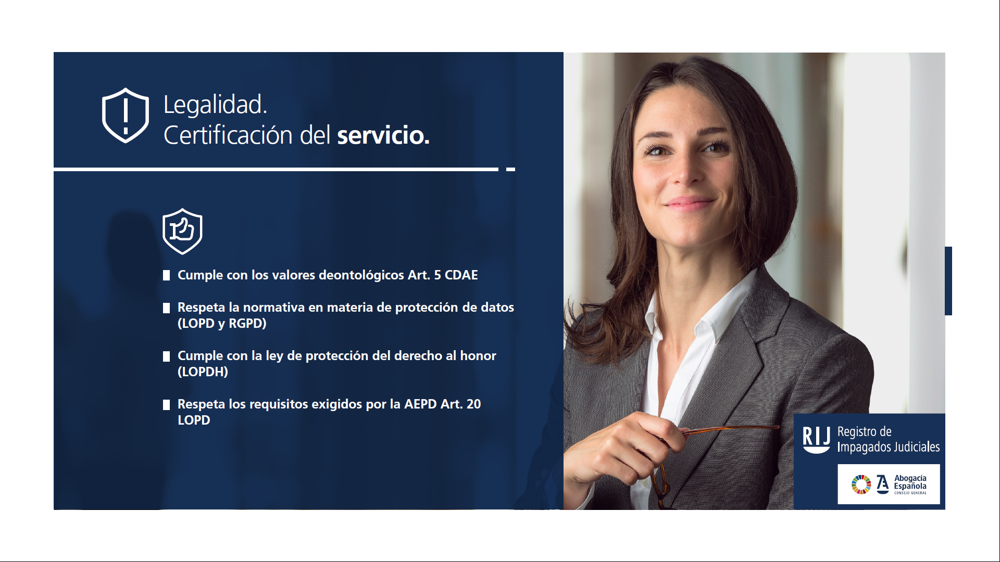 Legalidad.
Certificación del servicio.
Cumple con los valores deontológicos Art. 5 CDAE
Respeta la normativa en materia de protección de datos
(LOPD y RGPD)
Cumple con la ley de protección del derecho al honor
(LOPDH)
Respeta los requisitos exigidos por la AEPD Art. 20
LOPD
RIJ Registro de
Impagados Judiciales
Abogacía
Española
CONSEJO GENERAL